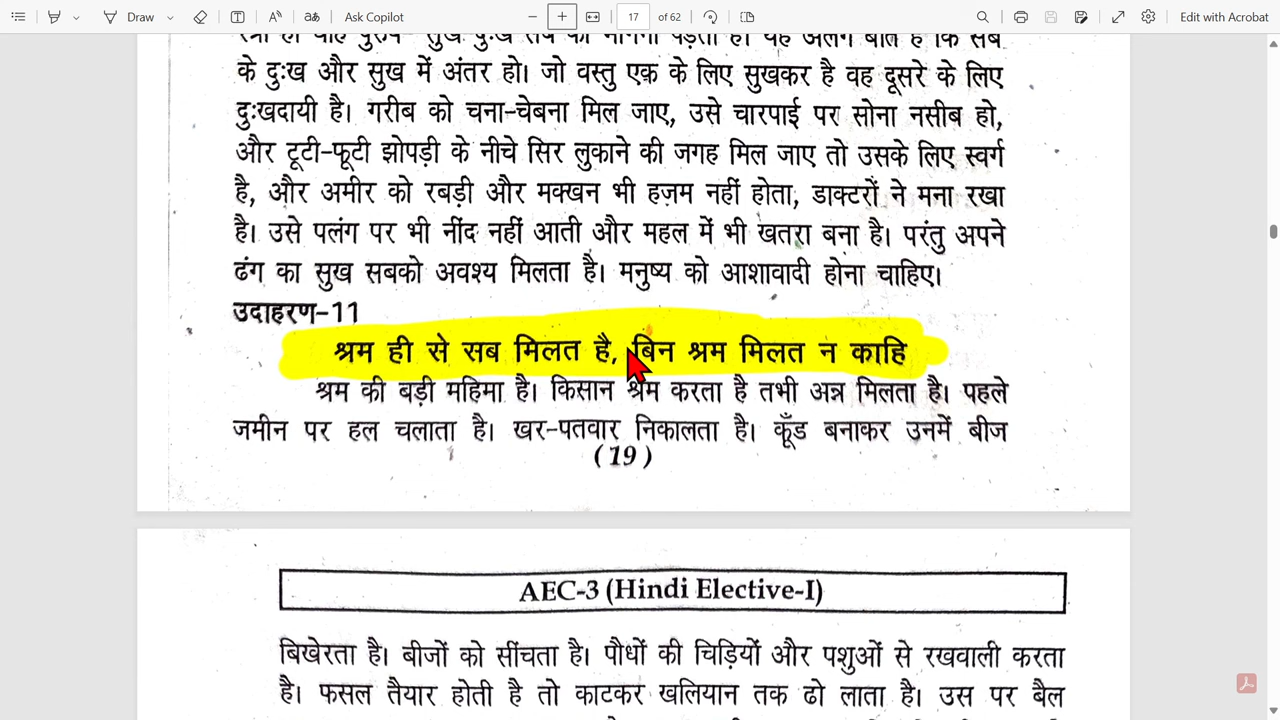 Draw
Ask Copilot
17 of 62
Edit with Acrobat
के दुःख और सुख में अंतर हो। जो वस्तु एक के लिए सुखकर है वह दूसरे के लिए
दुःखदायी है। गरीब को चना-चेबना मिल जाए, उसे चारपाई पर सोना नसीब हो,
और टूटी-फूटी झोपड़ी के नीचे सिर लुकाने की जगह मिल जाए तो उसके लिए स्वर्ग
है, और अमीर को रबड़ी और मक्खन भी हज़म नहीं होता, डाक्टरों ने मना रखा
है। उसे पलंग पर भी नींद नहीं आती और महल में भी खतरा बना है। परंतु अपने
ढंग का सुख सबको अवश्य मिलता है। मनुष्य को आशावादी होना चाहिए।
उदाहरण-11
श्रम ही से सब मिलत है, बिन श्रम मिलत न काहि
श्रम की बड़ी महिमा है। किसान श्रम करता है तभी अन्न मिलता है। पहले
जमीन पर हल चलाता है। खर-पतवार निकालता है। कूँड बनाकर उनमें बीज
(19)
AEC-3 (Hindi Elective-I)
बिखेरता है। बीजों को सींचता है। पौधों की चिड़ियों और पशुओं से रखवाली करता
है। फसल तैयार होती है तो काटकर खलियान तक ढो लाता है। उस पर बैल